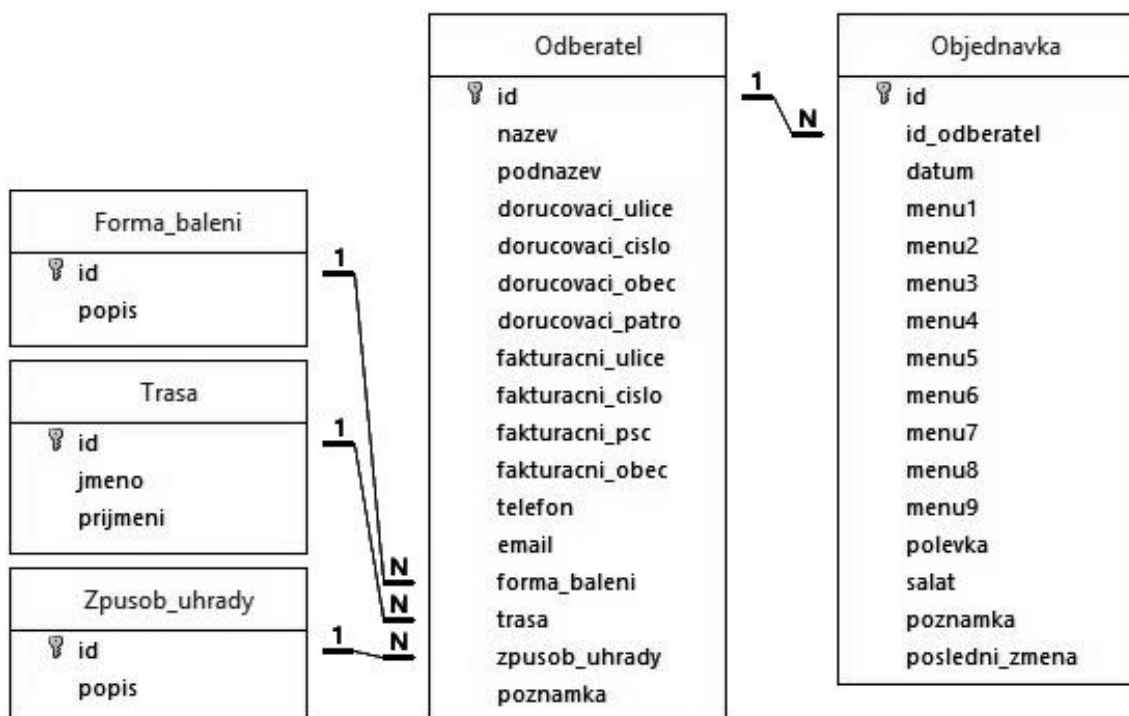 Forma_baleni
id
popis
Trasa
id
jmeno
prijmeni
Zpusob_uhrady
id
popis
1
1
1
N
N
N
Odberatel
id
nazev
podnazev
dorucovaci_ulice
dorucovaci_cislo
dorucovaci_obec
dorucovaci_patro
fakturacni_ulice
fakturacni_cislo
fakturacni_psc
fakturacni_obec
telefon
email
forma_baleni
trasa
zpusob_uhrady
poznamka
1
N
Objednavka
id
id_odberatel
datum
menu1
menu2
menu3
menu4
menu5
menu6
menu7
menu8
menu9
polevka
salat
poznamka
posledni_zmena